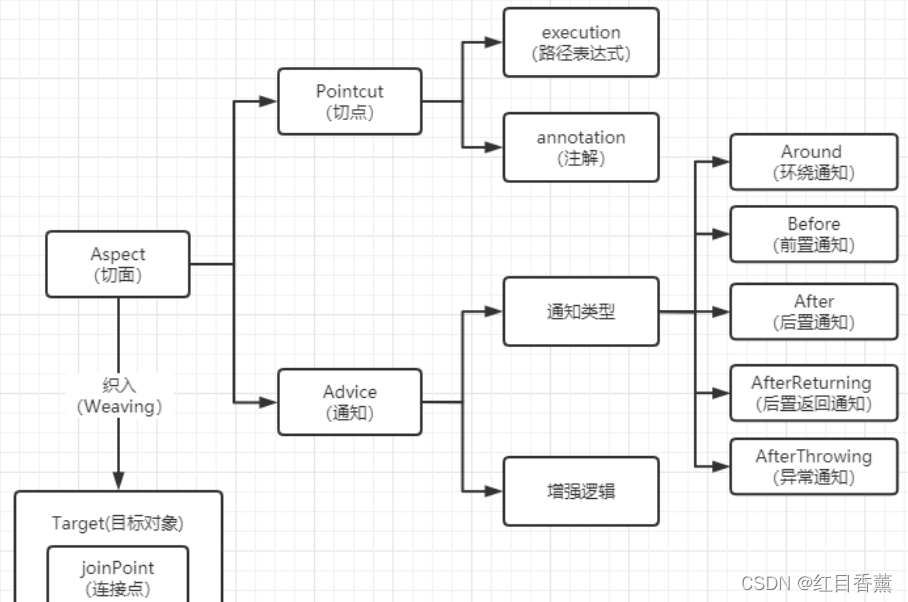 execution
(路径表达式)
Pointcut
(切点)
annotation
(注解)
Around
(环绕通知)
Before
(前置通知)
Aspect
(切面)
通知类型
After
(后置通知)
织入
(Weaving)
Advice
(通知)
AfterReturning
(后置返回通知)
AfterThrowing
(异常通知)
增强逻辑
Target(目标对象)
joinPoint
(连接点)
CSDN @红目香薰